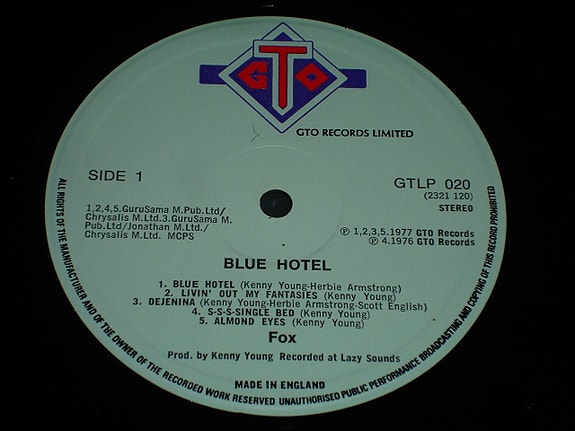 GTO
GTO RECORDS LIMITED
SIDE 1
GTLP 020
(2321 120)
STEREO
1,2,4,5.GuruSama M.Pub.Ltd/
Chrysalis M.Ltd.3.GuruSama M.
Pub.Ltd/Jonathan M.Ltd./
Chrysalis M.Ltd. MCPS
℗ 1,2,3,5.1977 GTO Records
℗ 4.1976 GTO Records
BLUE HOTEL
1. BLUE HOTEL (Kenny Young-Herbie Armstrong)
2. LIVIN' OUT MY FANTASIES (Kenny Young)
3. DEJENINA (Kenny Young-Herbie Armstrong-Scott English)
4. S-S-S-SINGLE BED (Kenny Young)
5. ALMOND EYES (Kenny Young)
Fox
Prod. by Kenny Young Recorded at Lazy Sounds
MADE IN ENGLAND
ALL RIGHTS OF THE MANUFACTURER AND OF THE OWNER OF THE RECORDED WORK RESERVED UNAUTHORISED PUBLIC PERFORMANCE BROADCASTING AND COPYING OF THIS RECORD PROHIBITED